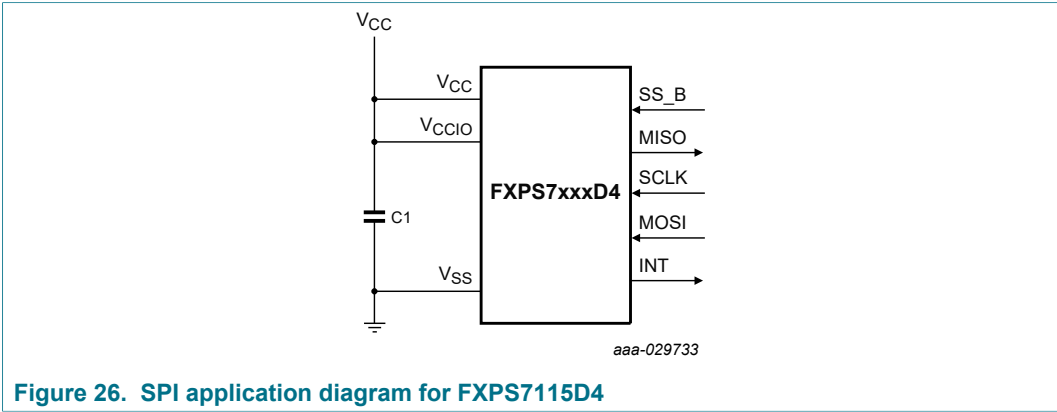 VCC
VCC
SS_B
VCCIO
MISO
FXPS7xxxD4
SCLK
C1
MOSI
VSS
INT
aaa-029733
Figure 26. SPI application diagram for FXPS7115D4